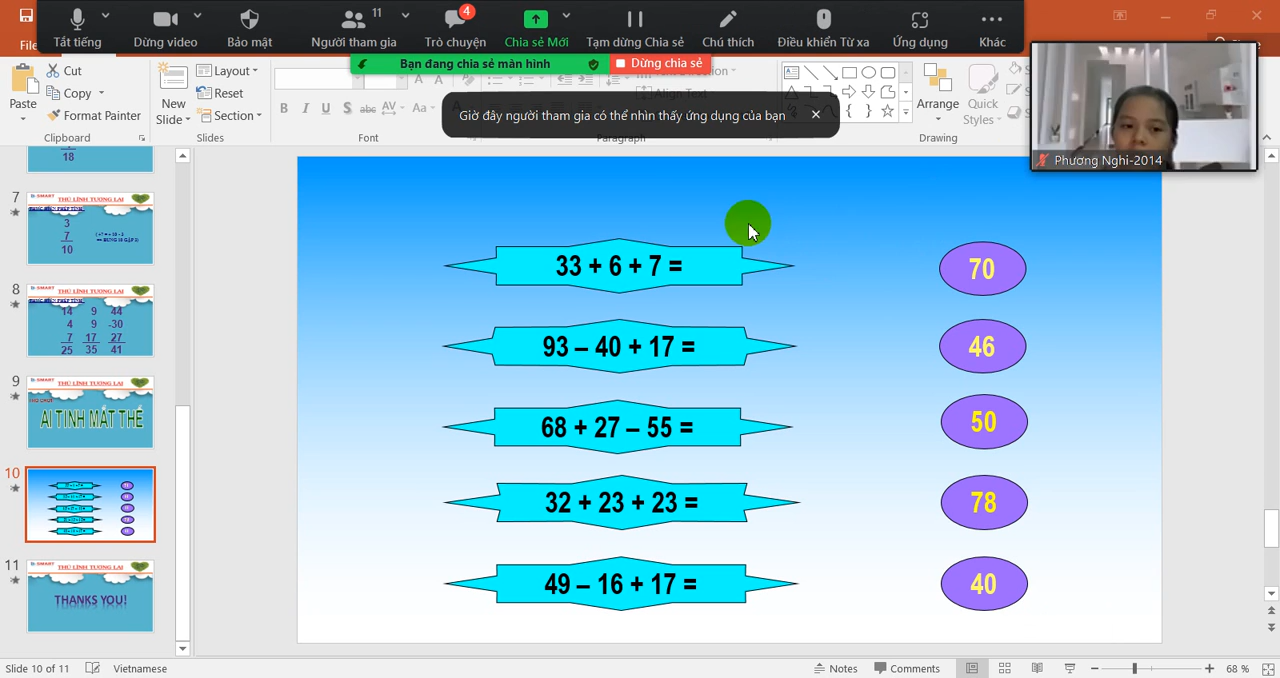 11
4
Tắt tiếng
Dừng video
Bảo mật
Người tham gia
Trò chuyện
Chia sẻ Mới
Tạm dừng Chia sẻ
Chú thích
Điều khiển Từ xa
Ứng dụng
Khác
File
Bạn đang chia sẻ màn hình
Dừng chia sẻ
Giờ đây người tham gia có thể nhìn thấy ứng dụng của bạn
Paste
Cut
Copy
Format Painter
Clipboard
New Slide
Layout
Reset
Section
Slides
B I U S abc AV Aa
Font
Paragraph
Arrange
Quick Styles
Drawing
Phương Nghi-2014
18
7
THỦ LĨNH TƯƠNG LAI
3
7
10
8
THỦ LĨNH TƯƠNG LAI
14 9 44
4 9 -30
7 17 27
25 35 41
9
THỦ LĨNH TƯƠNG LAI
AI TINH MẮT THẾ
10
11
THỦ LĨNH TƯƠNG LAI
THANKS YOU!
33 + 6 + 7 =
70
93 – 40 + 17 =
46
68 + 27 – 55 =
50
32 + 23 + 23 =
78
49 – 16 + 17 =
40
Slide 10 of 11
Vietnamese
Notes
Comments
68 %